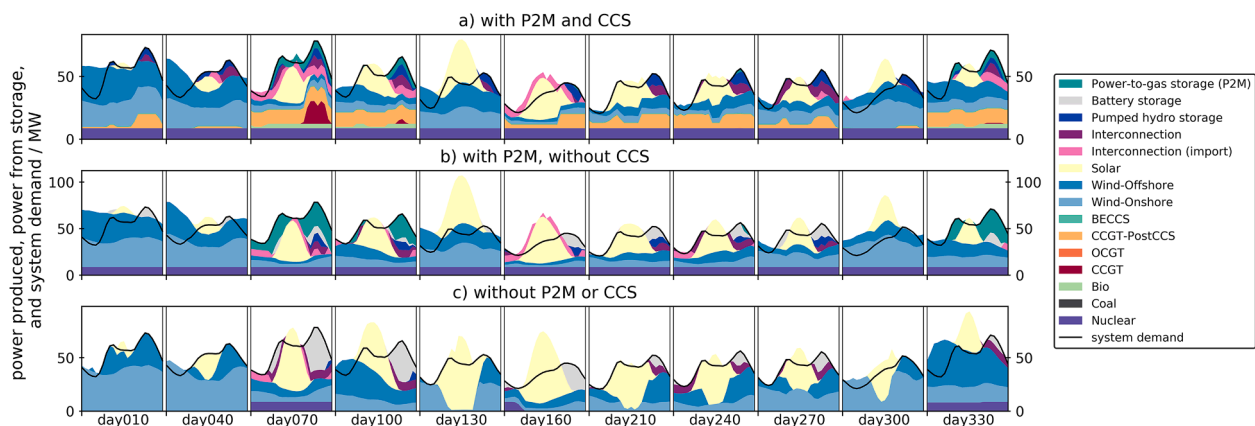 a) with P2M and CCS
50
0
50
0
b) with P2M, without CCS
100
50
0
100
50
0
c) without P2M or CCS
50
0
50
0
power produced, power from storage,
and system demand / MW
day010 day040 day070 day100 day130 day160 day210 day240 day270 day300 day330
Power-to-gas storage (P2M)
Battery storage
Pumped hydro storage
Interconnection
Interconnection (import)
Solar
Wind-Offshore
Wind-Onshore
BECCS
CCGT-PostCCS
OCGT
CCGT
Bio
Coal
Nuclear
system demand